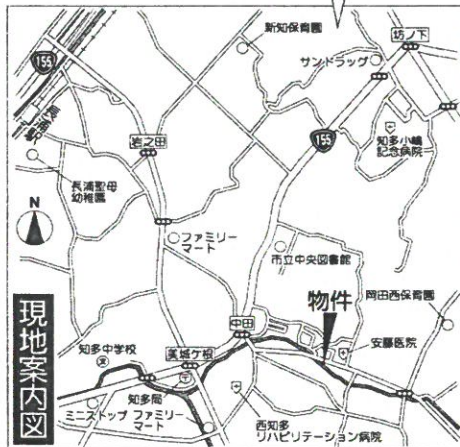 新知保育園
坊ノ下
サンドラッグ
155
長浦
155
岩之田
知多小嶋
記念病院
長浦聖母
幼稚園
N
ファミリー
マート
市立中央図書館
物件
岡田西保育園
現地案内図
中田
安藤医院
知多中学校
美城ケ根
文
知多局
ミニストップ
ファミリー
マート
西知多
リハビリテーション病院